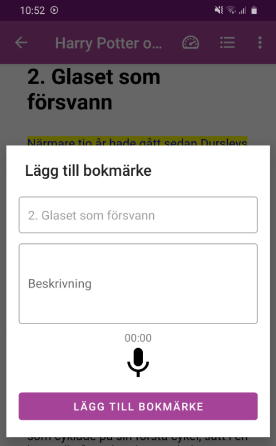 10:52
Harry Potter o...
2. Glaset som
försvann
Närmare tio år hade gått sedan Dursleys
Lägg till bokmärke
2. Glaset som försvann
Beskrivning
00:00
LÄGG TILL BOKMÄRKE
som cyklade på sin första cykel, satt i en